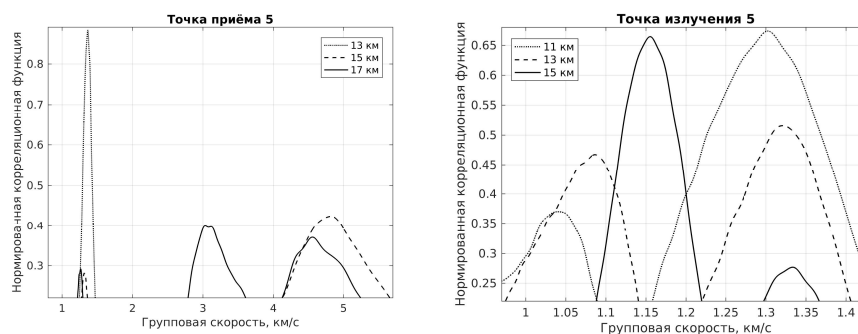 Точка приёма 5
13 км
15 км
17 км
Нормированная корреляционная функция
0.8
0.7
0.6
0.5
0.4
0.3
1
2
3
4
5
Групповая скорость, км/с
Точка излучения 5
11 км
13 км
15 км
Нормированная корреляционная функция
0.65
0.6
0.55
0.5
0.45
0.4
0.35
0.3
0.25
1
1.05
1.1
1.15
1.2
1.25
1.3
1.35
1.4
Групповая скорость, км/с